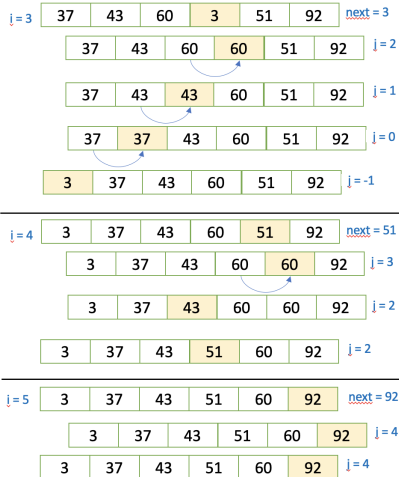 i = 3 37 43 60 3 51 92 next = 3
37 43 60 60 51 92 j = 2
37 43 43 60 51 92 j = 1
37 37 43 60 51 92 j = 0
3 37 43 60 51 92 j = -1
i = 4 3 37 43 60 51 92 next = 51
3 37 43 60 60 92 j = 3
3 37 43 60 60 92 j = 2
3 37 43 51 60 92 j = 2
i = 5 3 37 43 51 60 92 next = 92
3 37 43 51 60 92 j = 4
3 37 43 51 60 92 j = 4